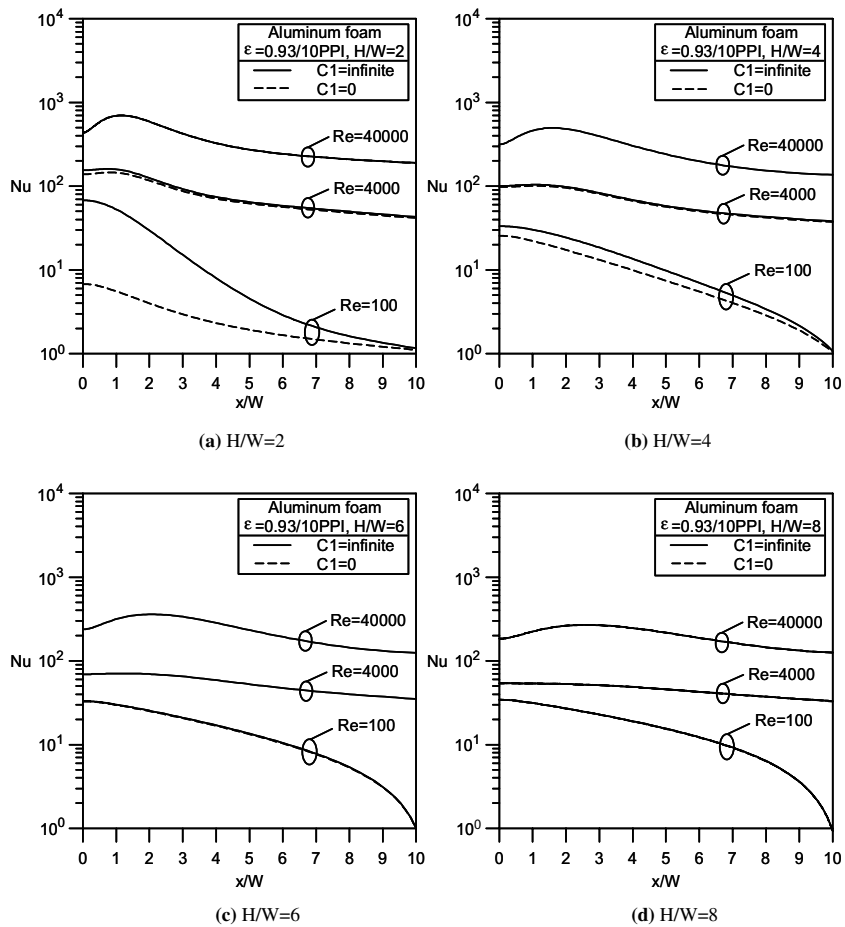 10⁴
10³
10²
10¹
10⁰
Nu
Aluminum foam
ε=0.93/10PPI, H/W=2
C1=infinite
C1=0
Re=40000
Re=4000
Re=100
0 1 2 3 4 5 6 7 8 9 10
x/W
(a) H/W=2
10⁴
10³
10²
10¹
10⁰
Nu
Aluminum foam
ε=0.93/10PPI, H/W=4
C1=infinite
C1=0
Re=40000
Re=4000
Re=100
0 1 2 3 4 5 6 7 8 9 10
x/W
(b) H/W=4
10⁴
10³
10²
10¹
10⁰
Nu
Aluminum foam
ε=0.93/10PPI, H/W=6
C1=infinite
C1=0
Re=40000
Re=4000
Re=100
0 1 2 3 4 5 6 7 8 9 10
x/W
(c) H/W=6
10⁴
10³
10²
10¹
10⁰
Nu
Aluminum foam
ε=0.93/10PPI, H/W=8
C1=infinite
C1=0
Re=40000
Re=4000
Re=100
0 1 2 3 4 5 6 7 8 9 10
x/W
(d) H/W=8